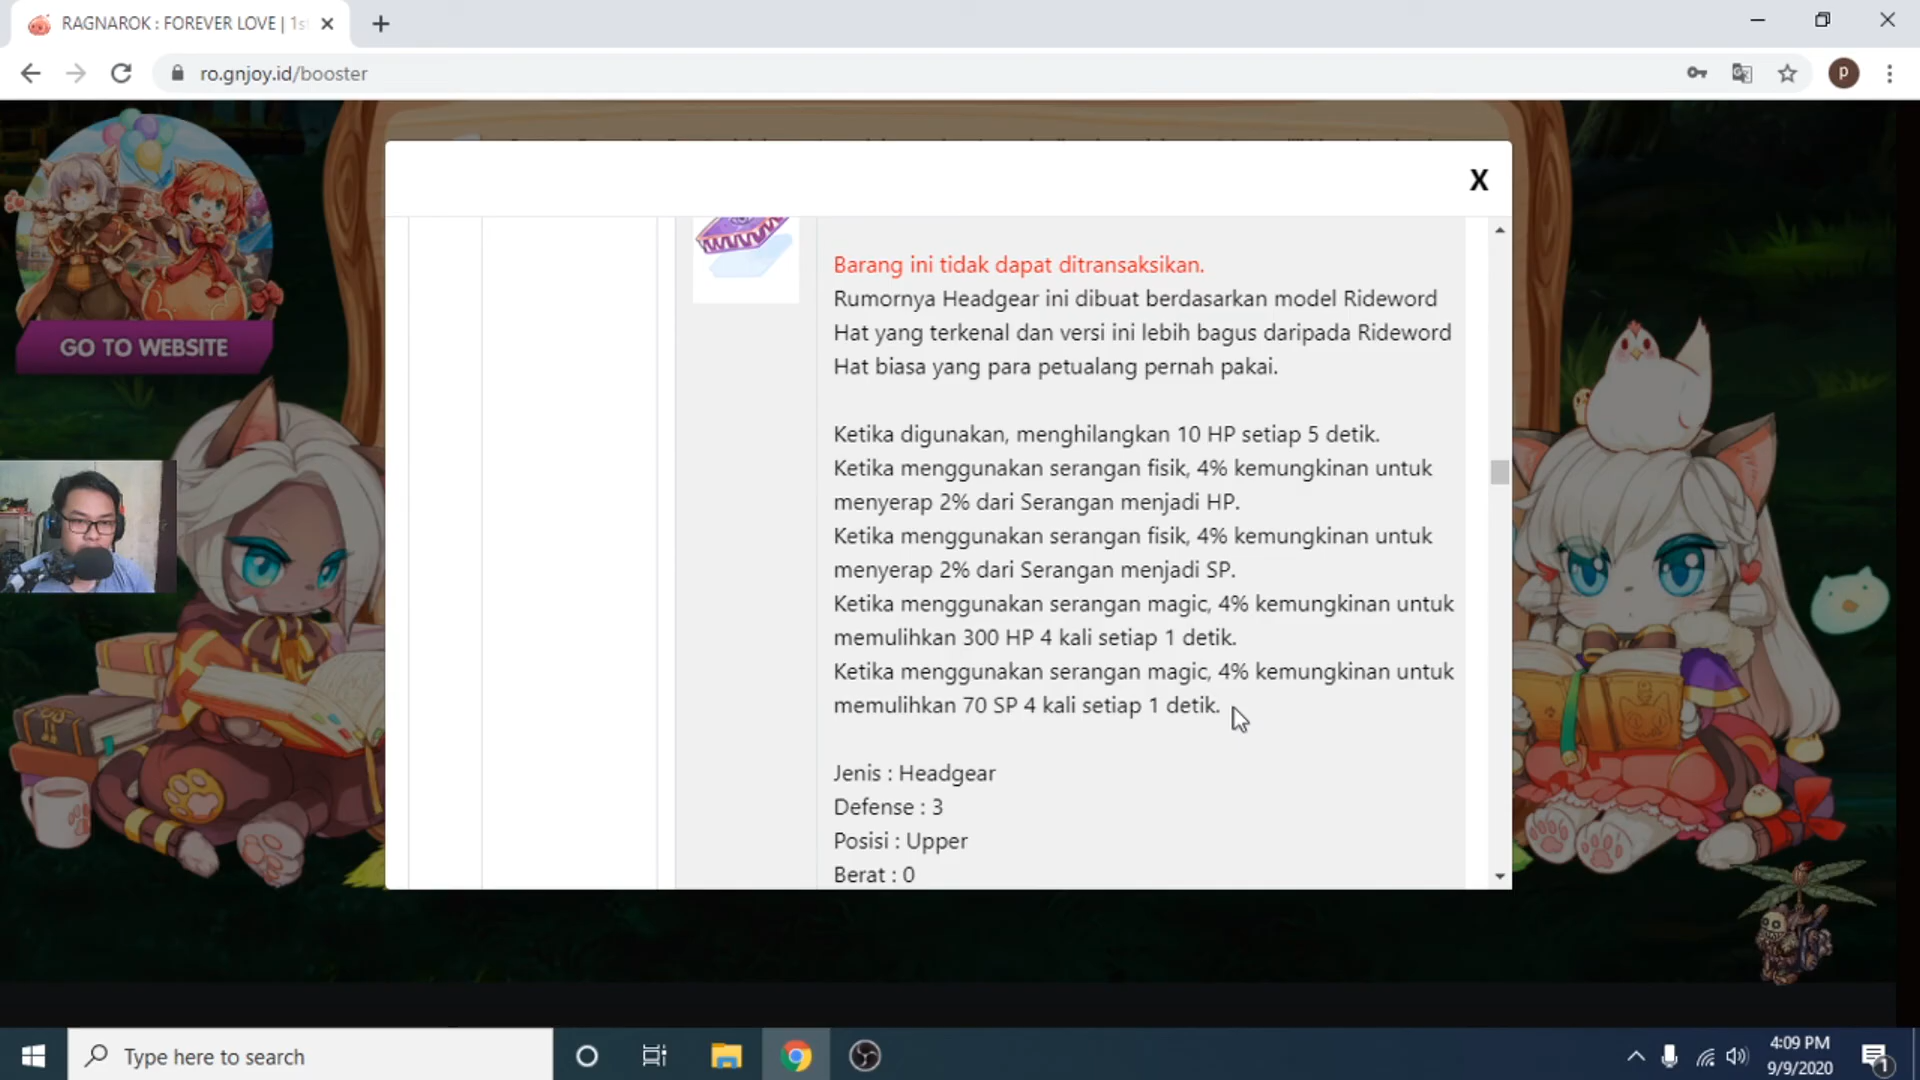 RAGNAROK : FOREVER LOVE | 1s
ro.gnjoy.id/booster
P
X
GO TO WEBSITE
Barang ini tidak dapat ditransaksikan.
Rumornya Headgear ini dibuat berdasarkan model Rideword
Hat yang terkenal dan versi ini lebih bagus daripada Rideword
Hat biasa yang para petualang pernah pakai.
Ketika digunakan, menghilangkan 10 HP setiap 5 detik.
Ketika menggunakan serangan fisik, 4% kemungkinan untuk
menyerap 2% dari Serangan menjadi HP.
Ketika menggunakan serangan fisik, 4% kemungkinan untuk
menyerap 2% dari Serangan menjadi SP.
Ketika menggunakan serangan magic, 4% kemungkinan untuk
memulihkan 300 HP 4 kali setiap 1 detik.
Ketika menggunakan serangan magic, 4% kemungkinan untuk
memulihkan 70 SP 4 kali setiap 1 detik.
Jenis : Headgear
Defense : 3
Posisi : Upper
Berat : 0
Type here to search
4:09 PM
9/9/2020
1